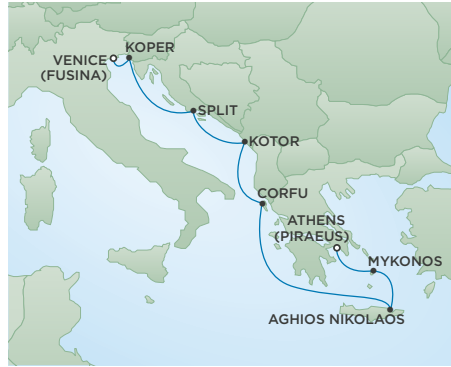 KOPER
VENICE
(FUSINA)
SPLIT
KOTOR
CORFU
ATHENS
(PIRAEUS)
MYKONOS
AGHIOS NIKOLAOS